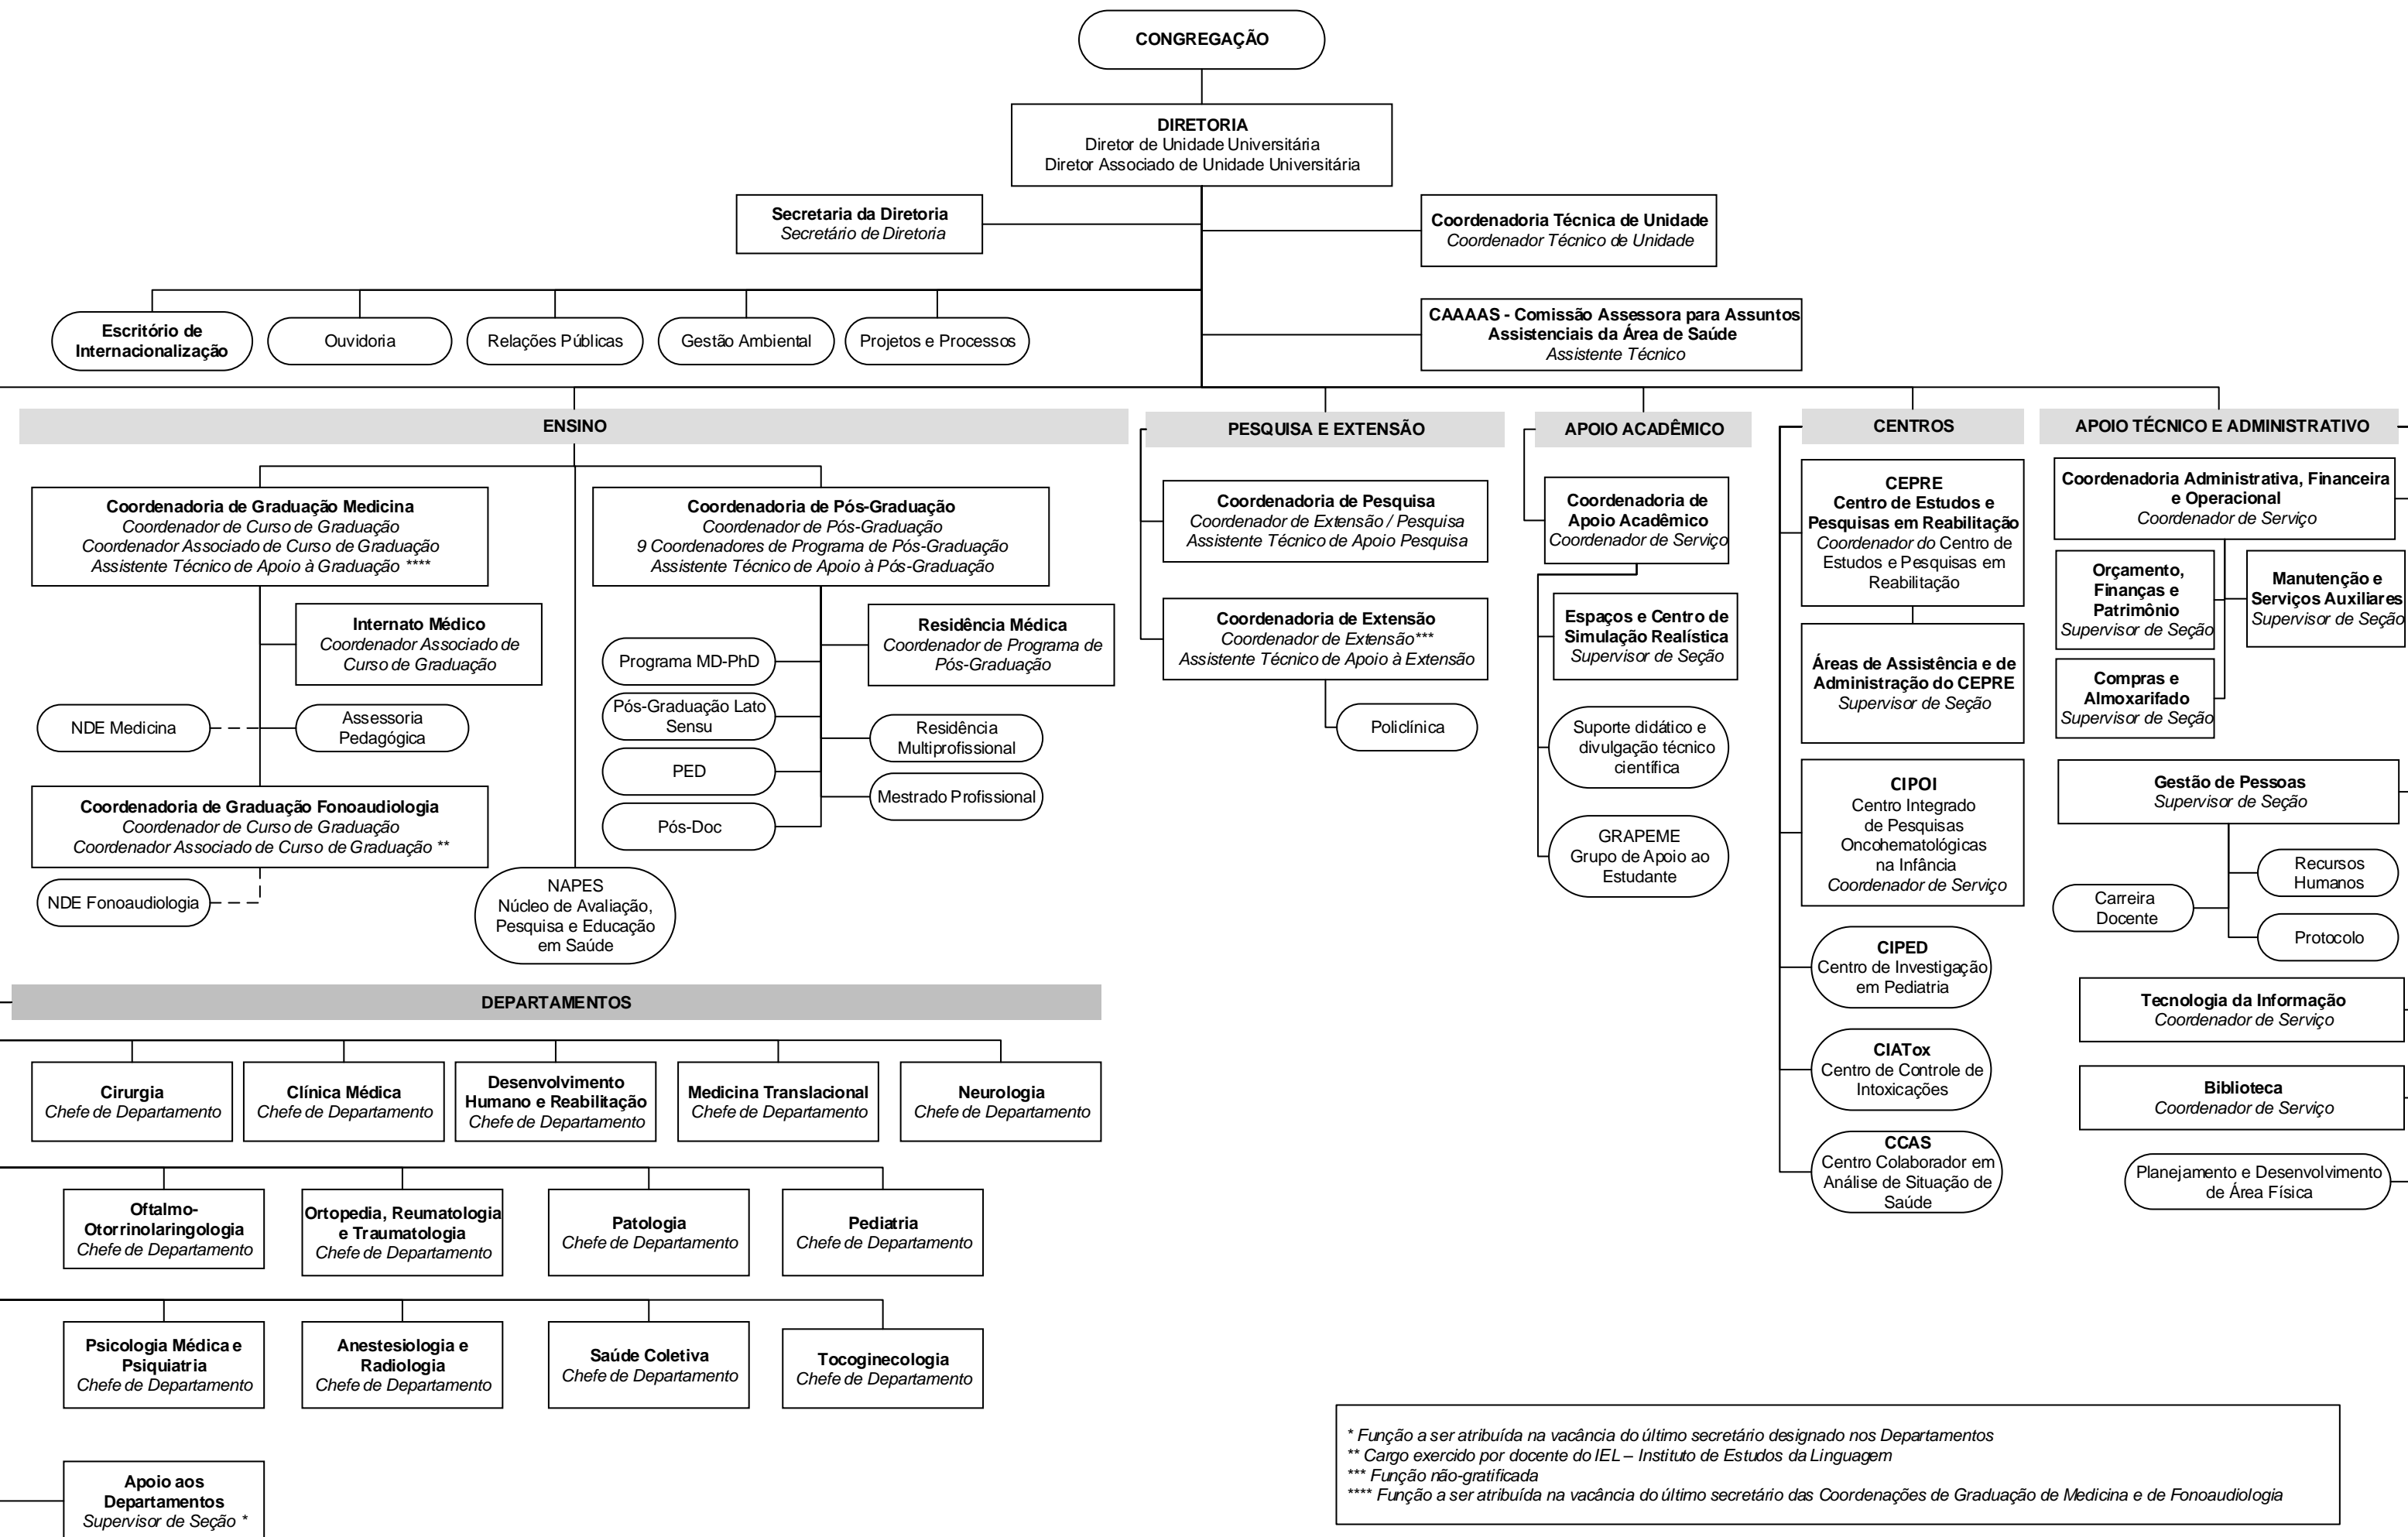 CONGREGAÇÃO
DIRETORIA
Diretor de Unidade Universitária
Diretor Associado de Unidade Universitária
Secretaria da Diretoria
Secretário de Diretoria
Coordenadoria Técnica de Unidade
Coordenador Técnico de Unidade
Escritório de
Internacionalização
Ouvidoria
Relações Públicas
Gestão Ambiental
Projetos e Processos
CAAAAS - Comissão Assessora para Assuntos
Assistenciais da Área de Saúde
Assistente Técnico
ENSINO
Coordenadoria de Graduação Medicina
Coordenador de Curso de Graduação
Coordenador Associado de Curso de Graduação
Assistente Técnico de Apoio à Graduação ****
Internato Médico
Coordenador Associado de
Curso de Graduação
NDE Medicina
Assessoria
Pedagógica
Coordenadoria de Graduação Fonoaudiologia
Coordenador de Curso de Graduação
Coordenador Associado de Curso de Graduação **
NDE Fonoaudiologia
NAPES
Núcleo de Avaliação,
Pesquisa e Educação
em Saúde
Coordenadoria de Pós-Graduação
Coordenador de Pós-Graduação
9 Coordenadores de Programa de Pós-Graduação
Assistente Técnico de Apoio à Pós-Graduação
Programa MD-PhD
Pós-Graduação Lato
Sensu
PED
Pós-Doc
Residência Médica
Coordenador de Programa de
Pós-Graduação
Residência
Multiprofissional
Mestrado Profissional
PESQUISA E EXTENSÃO
Coordenadoria de Pesquisa
Coordenador de Extensão / Pesquisa
Assistente Técnico de Apoio Pesquisa
Coordenadoria de Extensão
Coordenador de Extensão***
Assistente Técnico de Apoio à Extensão
Policlínica
APOIO ACADÊMICO
Coordenadoria de
Apoio Acadêmico
Coordenador de Serviço
Espaços e Centro de
Simulação Realística
Supervisor de Seção
Suporte didático e
divulgação técnico
científica
GRAPEME
Grupo de Apoio ao
Estudante
CENTROS
CEPRE
Centro de Estudos e
Pesquisas em Reabilitação
Coordenador do Centro de
Estudos e Pesquisas em
Reabilitação
Áreas de Assistência e de
Administração do CEPRE
Supervisor de Seção
CIPOI
Centro Integrado
de Pesquisas
Oncohematológicas
na Infância
Coordenador de Serviço
CIPED
Centro de Investigação
em Pediatria
CIATox
Centro de Controle de
Intoxicações
CCAS
Centro Colaborador em
Análise de Situação de
Saúde
APOIO TÉCNICO E ADMINISTRATIVO
Coordenadoria Administrativa, Financeira
e Operacional
Coordenador de Serviço
Orçamento,
Finanças e
Patrimônio
Supervisor de Seção
Manutenção e
Serviços Auxiliares
Supervisor de Seção
Compras e
Almoxarifado
Supervisor de Seção
Gestão de Pessoas
Supervisor de Seção
Recursos
Humanos
Carreira
Docente
Protocolo
Tecnologia da Informação
Coordenador de Serviço
Biblioteca
Coordenador de Serviço
Planejamento e Desenvolvimento
de Área Física
DEPARTAMENTOS
Cirurgia
Chefe de Departamento
Clínica Médica
Chefe de Departamento
Desenvolvimento
Humano e Reabilitação
Chefe de Departamento
Medicina Translacional
Chefe de Departamento
Neurologia
Chefe de Departamento
Oftalmo-
Otorrinolaringologia
Chefe de Departamento
Ortopedia, Reumatologia
e Traumatologia
Chefe de Departamento
Patologia
Chefe de Departamento
Pediatria
Chefe de Departamento
Psicologia Médica e
Psiquiatria
Chefe de Departamento
Anestesiologia e
Radiologia
Chefe de Departamento
Saúde Coletiva
Chefe de Departamento
Tocoginecologia
Chefe de Departamento
Apoio aos
Departamentos
Supervisor de Seção *
* Função a ser atribuída na vacância do último secretário designado nos Departamentos
** Cargo exercido por docente do IEL – Instituto de Estudos da Linguagem
*** Função não-gratificada
**** Função a ser atribuída na vacância do último secretário das Coordenações de Graduação de Medicina e de Fonoaudiologia